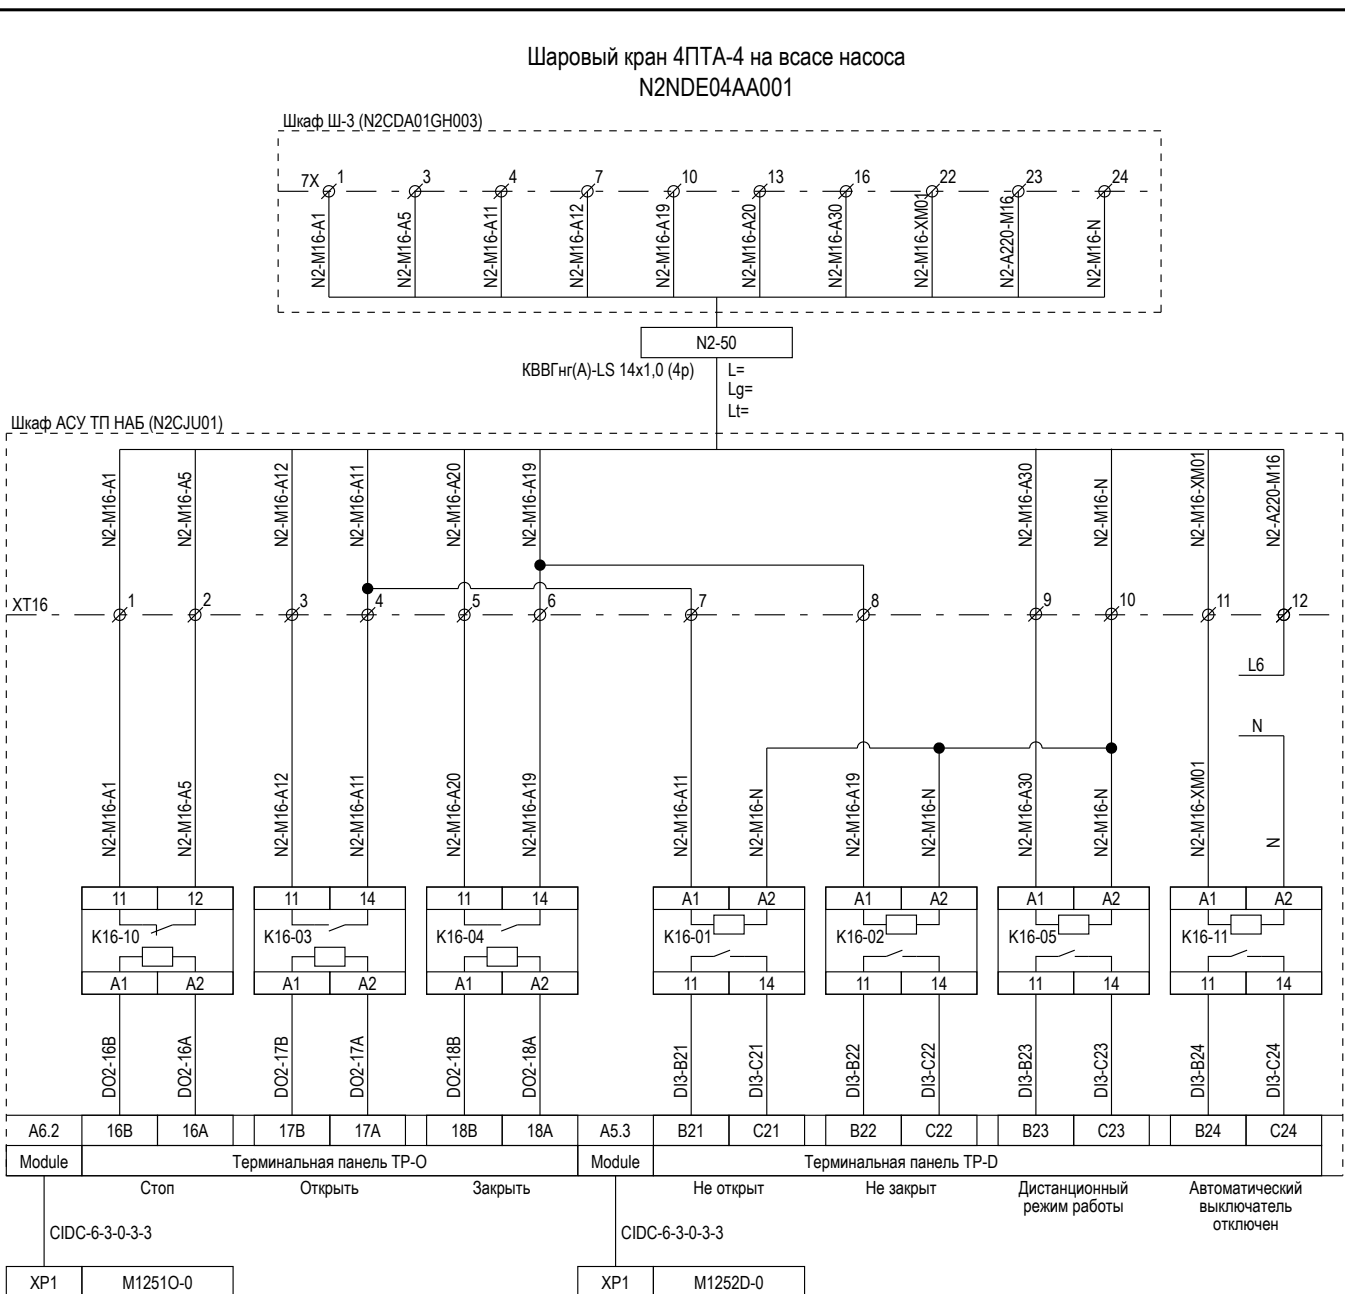 Шаровый кран 4ПТА-4 на всасе насоса
N2NDE04AA001
Шкаф Ш-3 (N2CDA01GH003)
7X 1 3 4 7 10 13 16 22 23 24
N2-M16-A1 N2-M16-A5 N2-M16-A11 N2-M16-A12 N2-M16-A19 N2-M16-A20 N2-M16-A30 N2-M16-XM01 N2-A220-M16 N2-M16-N
N2-50
КВВГнг(А)-LS 14x1,0 (4р) L=
Lg=
Lt=
Шкаф АСУ ТП НАБ (N2CJU01)
N2-M16-A1 N2-M16-A5 N2-M16-A12 N2-M16-A11 N2-M16-A20 N2-M16-A19 N2-M16-A30 N2-M16-N N2-M16-XM01 N2-A220-M16
XT16 1 2 3 4 5 6 7 8 9 10 11 12
L6
N
N2-M16-A1 N2-M16-A5 N2-M16-A12 N2-M16-A11 N2-M16-A20 N2-M16-A19 N2-M16-A11 N2-M16-N N2-M16-A19 N2-M16-N N2-M16-A30 N2-M16-N N2-M16-XM01 N
11 12 11 14 11 14 A1 A2 A1 A2 A1 A2 A1 A2
K16-10 K16-03 K16-04 K16-01 K16-02 K16-05 K16-11
A1 A2 A1 A2 A1 A2 11 14 11 14 11 14 11 14
DO2-16B DO2-16A DO2-17B DO2-17A DO2-18B DO2-18A DI3-B21 DI3-C21 DI3-B22 DI3-C22 DI3-B23 DI3-C23 DI3-B24 DI3-C24
A6.2 16B 16A 17B 17A 18B 18A A5.3 B21 C21 B22 C22 B23 C23 B24 C24
Module Терминальная панель TP-O Module Терминальная панель TP-D
Стоп Открыть Закрыть Не открыт Не закрыт Дистанционный Автоматический
режим работы выключатель
отключен
CIDC-6-3-0-3-3 CIDC-6-3-0-3-3
XP1 M1251O-0 XP1 M1252D-0